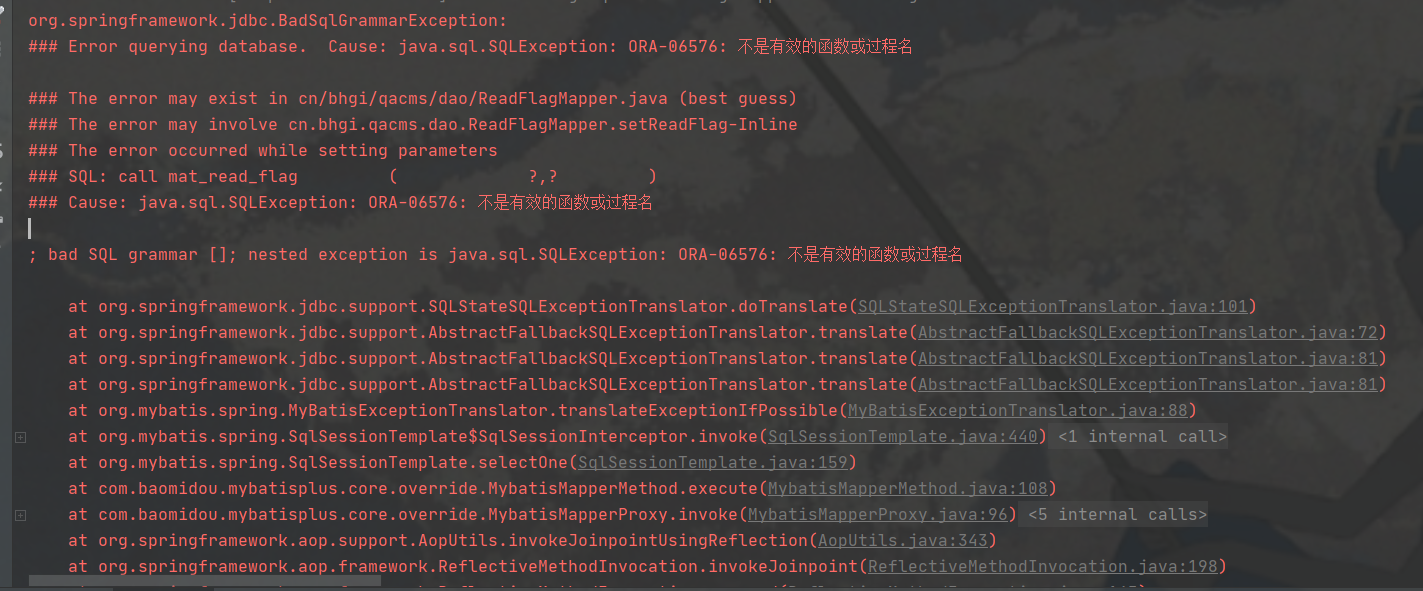 org.springframework.jdbc.BadSqlGrammarException:
### Error querying database.  Cause: java.sql.SQLException: ORA-06576: 不是有效的函数或过程名
### The error may exist in cn/bhgi/qacms/dao/ReadFlagMapper.java (best guess)
### The error may involve cn.bhgi.qacms.dao.ReadFlagMapper.setReadFlag-Inline
### The error occurred while setting parameters
### SQL: call mat_read_flag         (             ?,?         )
### Cause: java.sql.SQLException: ORA-06576: 不是有效的函数或过程名
; bad SQL grammar []; nested exception is java.sql.SQLException: ORA-06576: 不是有效的函数或过程名
at org.springframework.jdbc.support.SQLStateSQLExceptionTranslator.doTranslate(SQLStateSQLExceptionTranslator.java:101)
at org.springframework.jdbc.support.AbstractFallbackSQLExceptionTranslator.translate(AbstractFallbackSQLExceptionTranslator.java:72)
at org.springframework.jdbc.support.AbstractFallbackSQLExceptionTranslator.translate(AbstractFallbackSQLExceptionTranslator.java:81)
at org.springframework.jdbc.support.AbstractFallbackSQLExceptionTranslator.translate(AbstractFallbackSQLExceptionTranslator.java:81)
at org.mybatis.spring.MyBatisExceptionTranslator.translateExceptionIfPossible(MyBatisExceptionTranslator.java:88)
at org.mybatis.spring.SqlSessionTemplate$SqlSessionInterceptor.invoke(SqlSessionTemplate.java:440) <1 internal call>
at org.mybatis.spring.SqlSessionTemplate.selectOne(SqlSessionTemplate.java:159)
at com.baomidou.mybatisplus.core.override.MybatisMapperMethod.execute(MybatisMapperMethod.java:108)
at com.baomidou.mybatisplus.core.override.MybatisMapperProxy.invoke(MybatisMapperProxy.java:96) <5 internal calls>
at org.springframework.aop.support.AopUtils.invokeJoinpointUsingReflection(AopUtils.java:343)
at org.springframework.aop.framework.ReflectiveMethodInvocation.invokeJoinpoint(ReflectiveMethodInvocation.java:198)